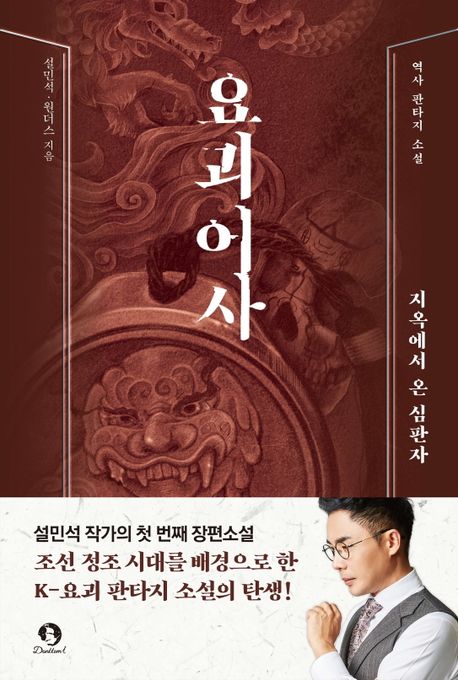 설민석·원더스 지음
요괴어사
역사 판타지 소설
지옥에서 온 심판자
설민석 작가의 첫 번째 장편소설
조선 정조 시대를 배경으로 한
K-요괴 판타지 소설의 탄생!
Dankkum i